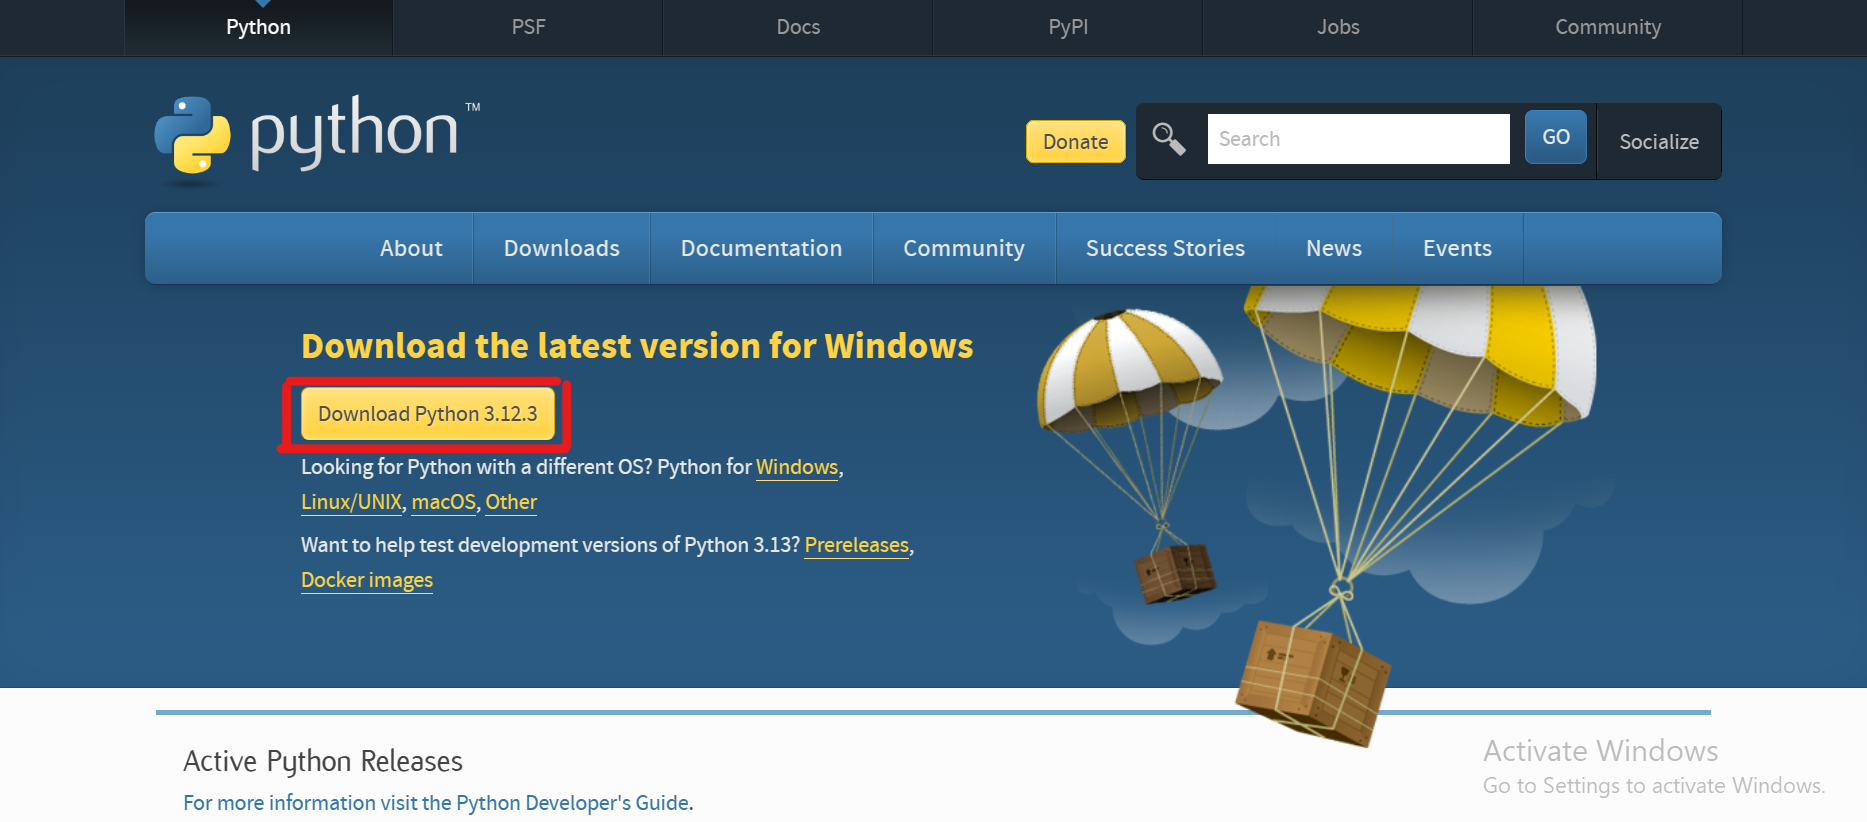 Python PSF Docs PyPI Jobs Community
python™
Donate Search GO Socialize
About Downloads Documentation Community Success Stories News Events
Download the latest version for Windows
Download Python 3.12.3
Looking for Python with a different OS? Python for Windows,
Linux/UNIX, macOS, Other
Want to help test development versions of Python 3.13? Prereleases,
Docker images
Active Python Releases
For more information visit the Python Developer's Guide.
Activate Windows
Go to Settings to activate Windows.